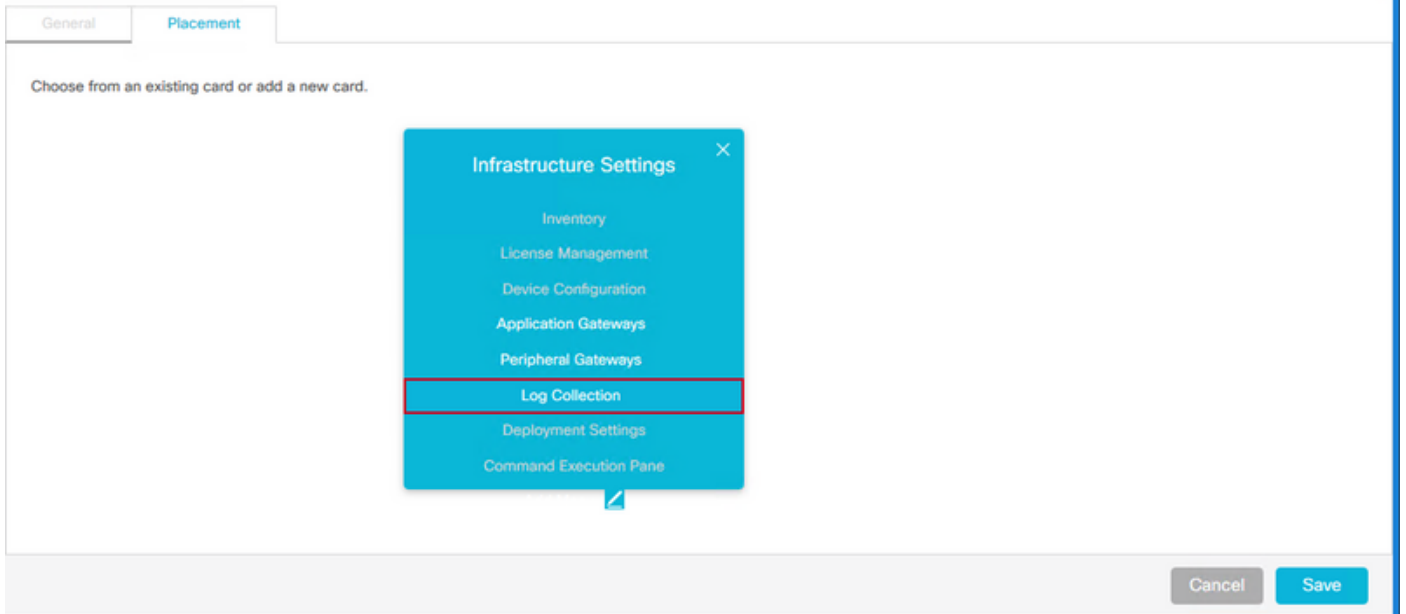 General
Placement
Choose from an existing card or add a new card.
Infrastructure Settings
Inventory
License Management
Device Configuration
Application Gateways
Peripheral Gateways
Log Collection
Deployment Settings
Command Execution Pane
Cancel
Save